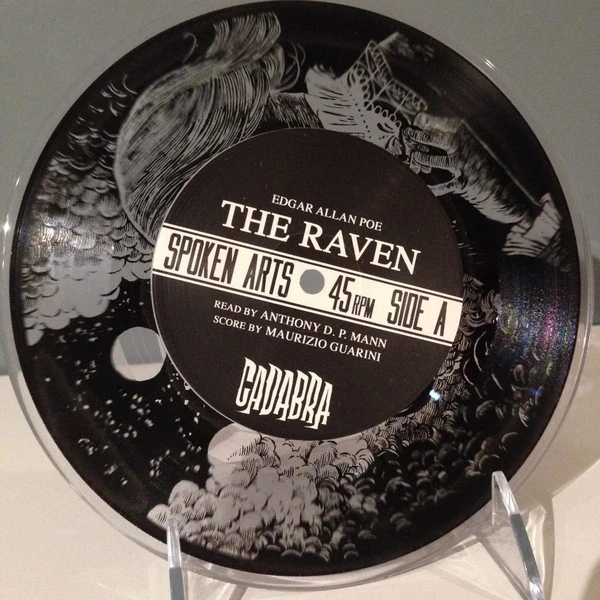 EDGAR ALLAN POE
THE RAVEN
SPOKEN ARTS 45 RPM SIDE A
READ BY ANTHONY D. P. MANN
SCORE BY MAURIZIO GUARINI
CADABRA